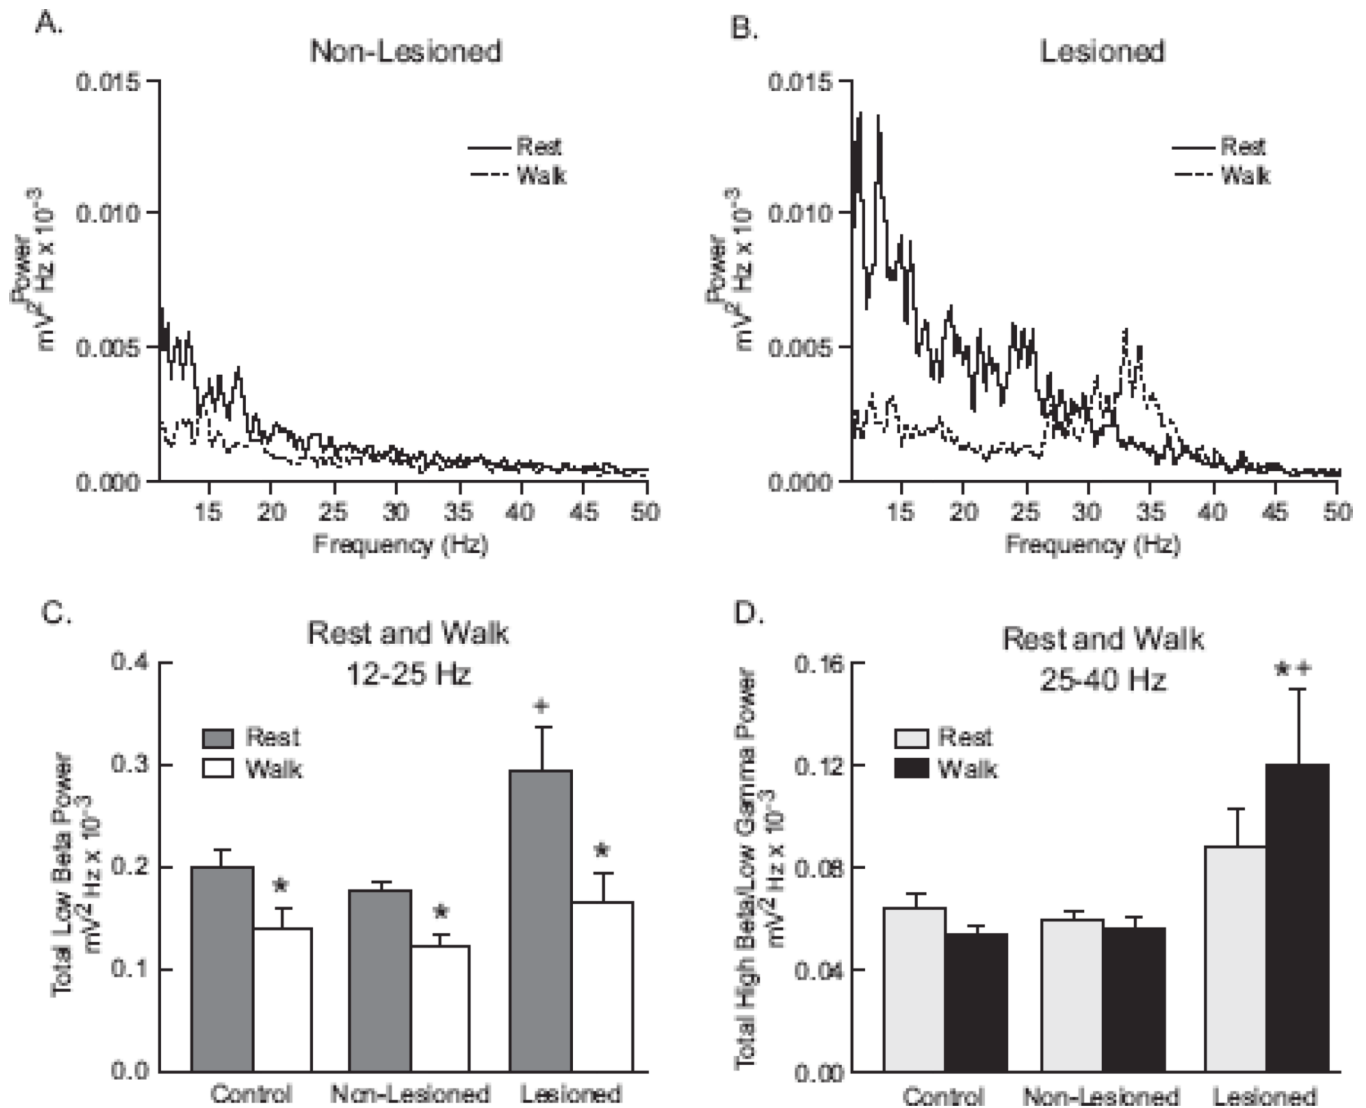 A.
Non-Lesioned
0.015
0.010
0.005
0.000
Power
mV² Hz x 10⁻³
Rest
Walk
15 20 25 30 35 40 45 50
Frequency (Hz)
B.
Lesioned
0.015
0.010
0.005
0.000
Power
mV² Hz x 10⁻³
Rest
Walk
15 20 25 30 35 40 45 50
Frequency (Hz)
C.
Rest and Walk
12-25 Hz
0.4
0.3
0.2
0.1
0.0
Total Low Beta Power
mV² Hz x 10⁻³
Rest
Walk
*
*
+
*
Control Non-Lesioned Lesioned
D.
Rest and Walk
25-40 Hz
0.16
0.12
0.08
0.04
0.00
Total High Beta/Low Gamma Power
mV² Hz x 10⁻³
Rest
Walk
*+
Control Non-Lesioned Lesioned